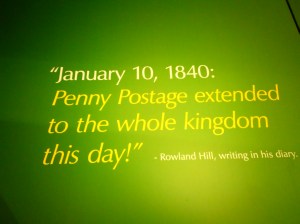 “January 10, 1840:
Penny Postage extended
to the whole kingdom
this day!” - Rowland Hill, writing in his diary.